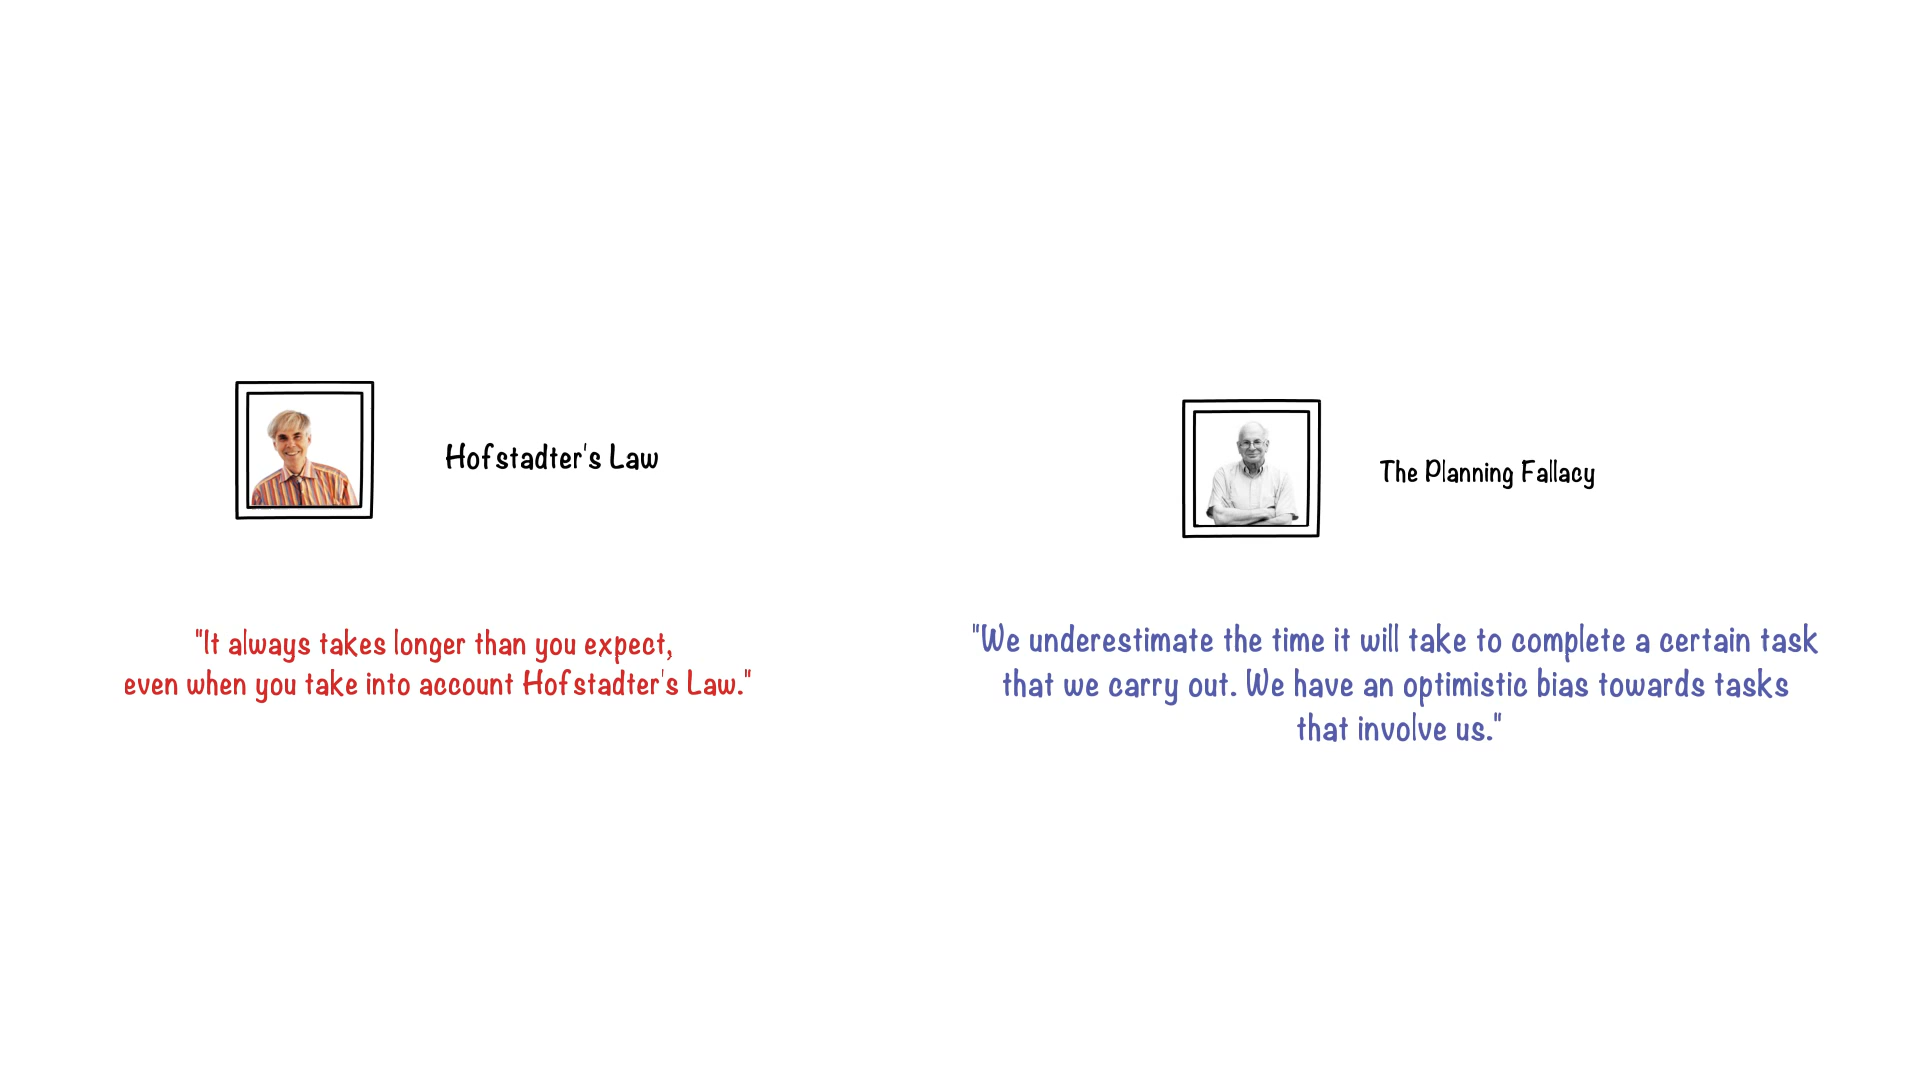 Hofstadter's Law
"It always takes longer than you expect,
even when you take into account Hofstadter's Law."
The Planning Fallacy
"We underestimate the time it will take to complete a certain task
that we carry out. We have an optimistic bias towards tasks
that involve us."